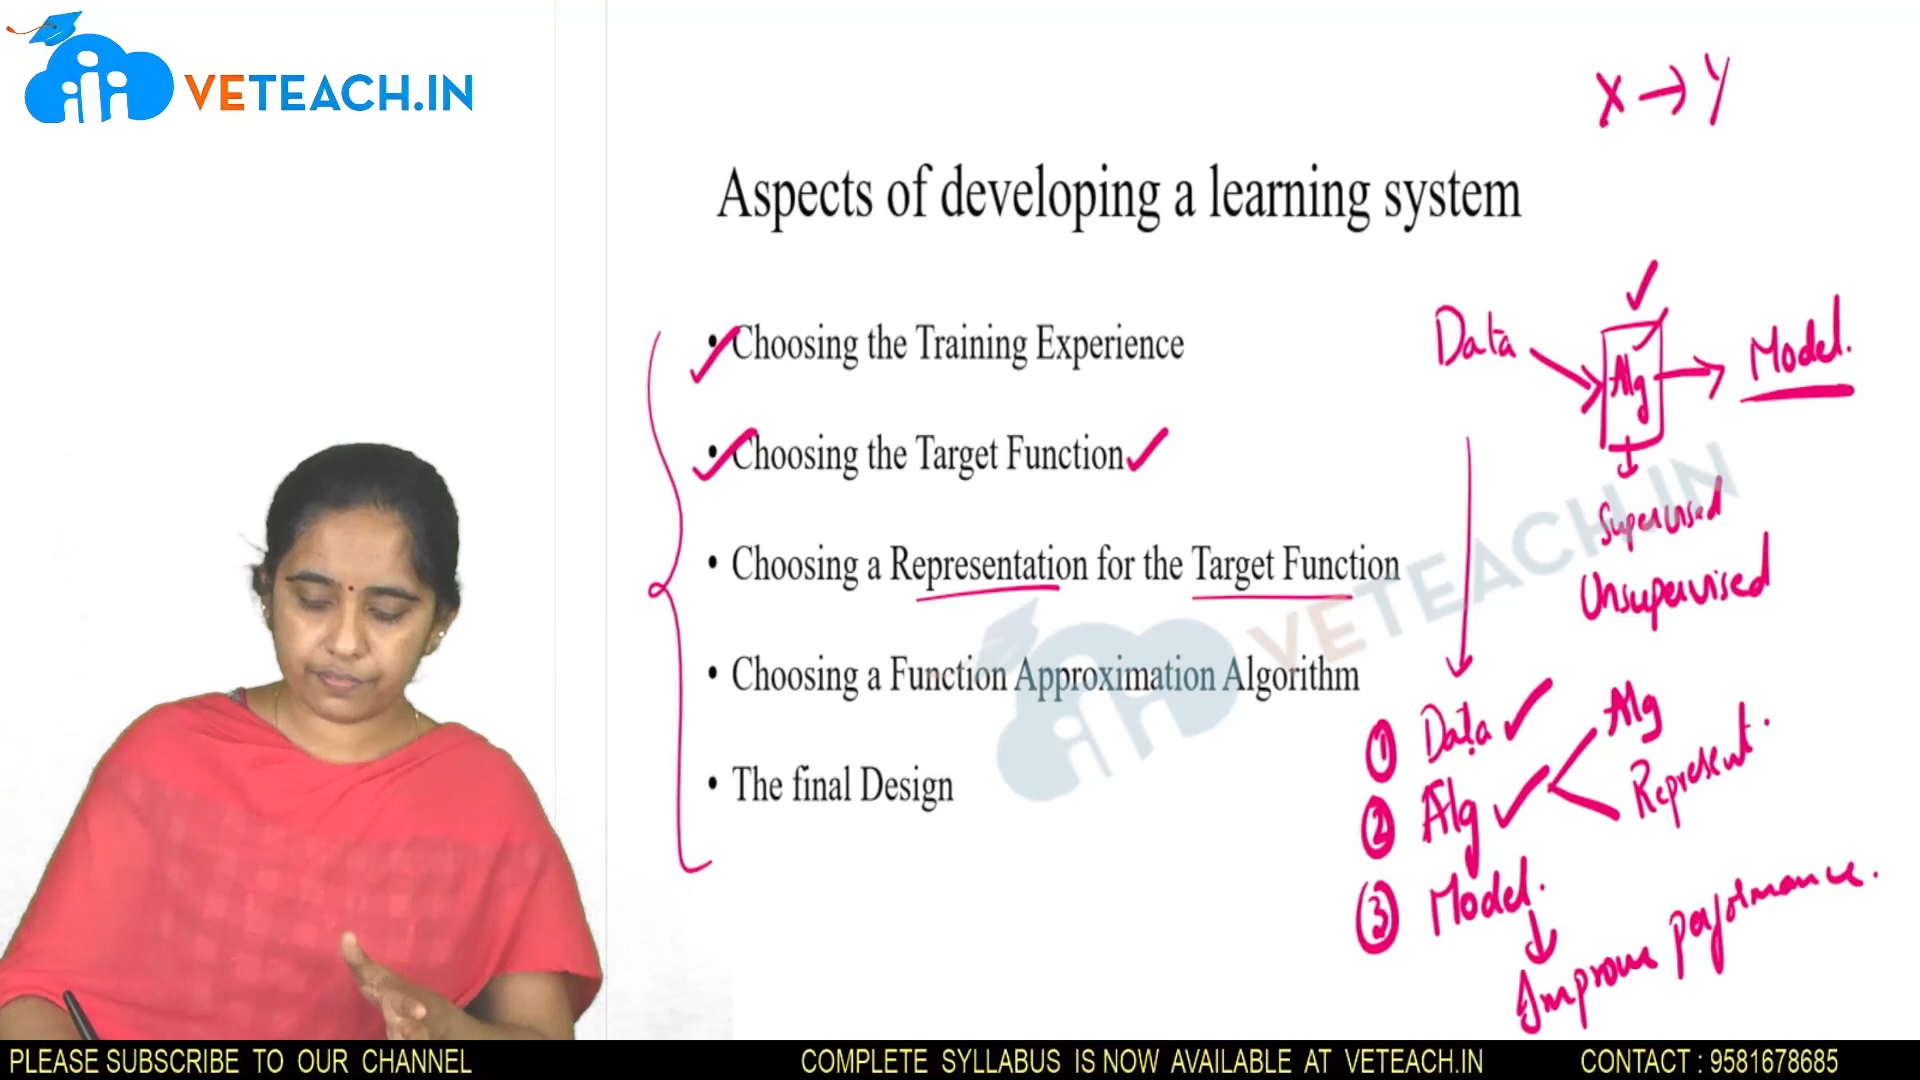 VETEACH.IN
X → Y
Aspects of developing a learning system
• Choosing the Training Experience
• Choosing the Target Function
• Choosing a Representation for the Target Function
• Choosing a Function Approximation Algorithm
• The final Design
Data
Alg
Model.
Supervised
Unsupervised
① Data
② Alg
Alg
Represent.
③ Model.
Improve performance.
VETEACH.IN
PLEASE SUBSCRIBE TO OUR CHANNEL
COMPLETE SYLLABUS IS NOW AVAILABLE AT VETEACH.IN
CONTACT : 9581678685